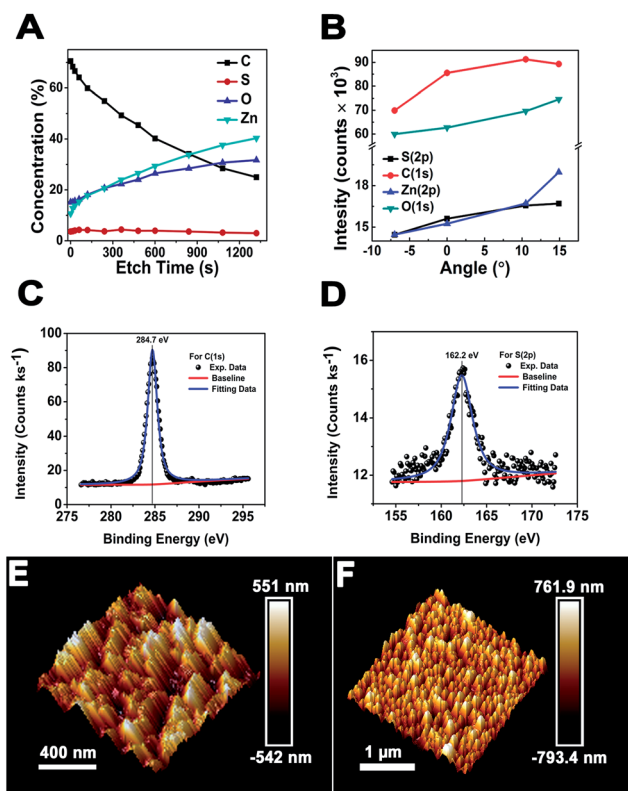 A
Concentration (%)
60
40
20
0
0
300
600
900
1200
Etch Time (s)
C
S
O
Zn
B
Intesity (counts × 10³)
90
80
70
60
18
15
-10
-5
0
5
10
15
Angle (°)
S(2p)
C(1s)
Zn(2p)
O(1s)
C
284.7 eV
Intensity (Counts ks⁻¹)
100
80
60
40
20
0
275
280
285
290
295
Binding Energy (eV)
For C(1s)
Exp. Data
Baseline
Fitting Data
D
162.2 eV
Intensity (Counts ks⁻¹)
16
15
14
13
12
11
155
160
165
170
175
Binding Energy (eV)
For S(2p)
Exp. Data
Baseline
Fitting Data
E
551 nm
-542 nm
400 nm
F
761.9 nm
-793.4 nm
1 µm